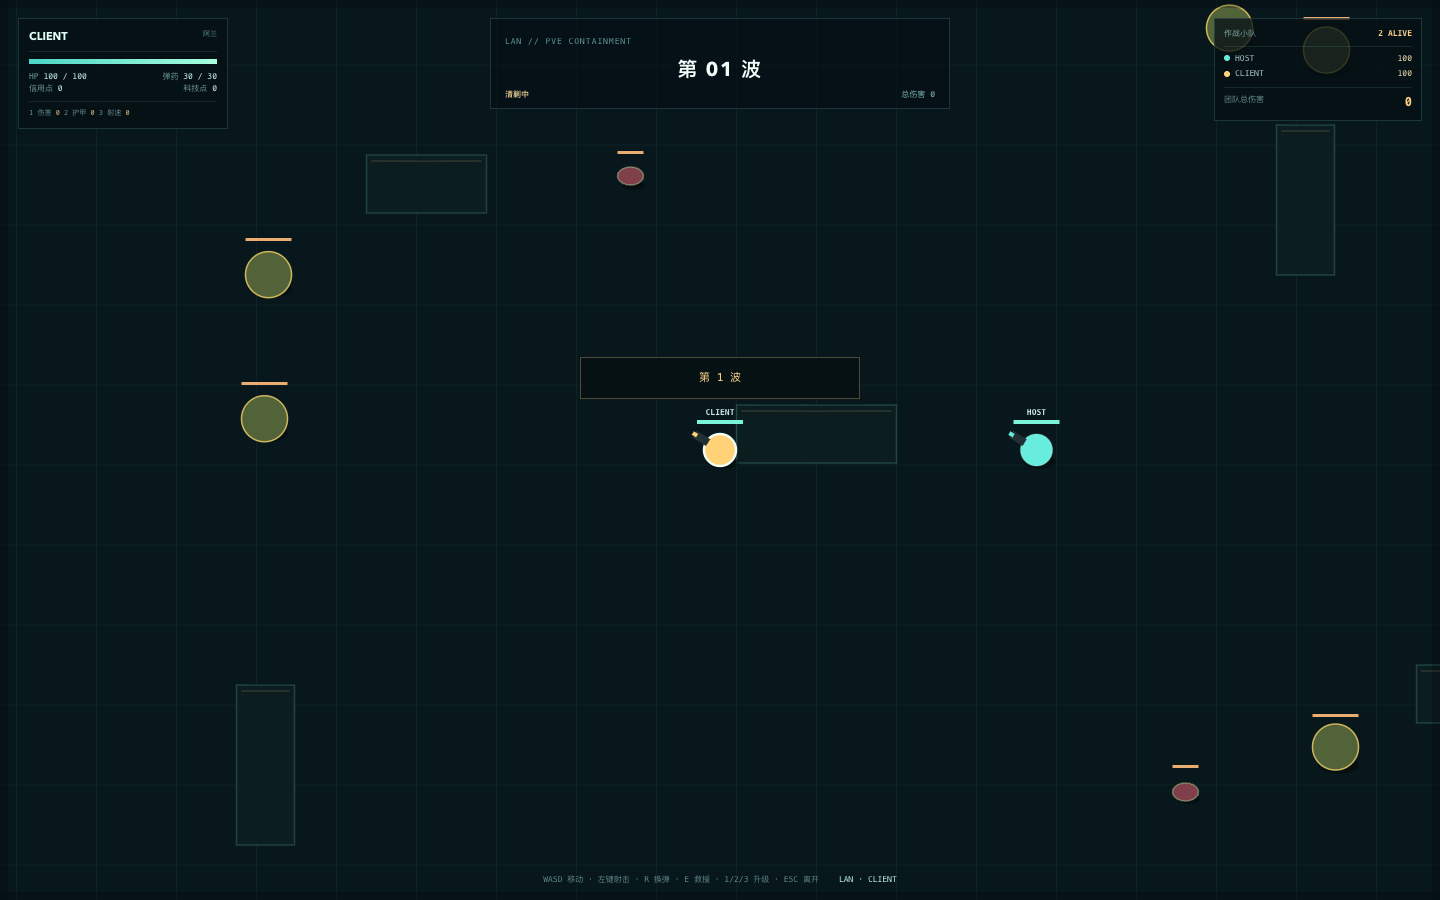 CLIENT 阿兰
HP 100 / 100 弹药 30 / 30
信用点 0 科技点 0
1 伤害 0 2 护甲 0 3 射速 0
LAN // PVE CONTAINMENT
第 01 波
清剿中 总伤害 0
作战小队 2 ALIVE
HOST 100
CLIENT 100
团队总伤害 0
第 1 波
CLIENT
HOST
WASD 移动 · 左键射击 · R 换弹 · E 救援 · 1/2/3 升级 · ESC 离开 LAN · CLIENT